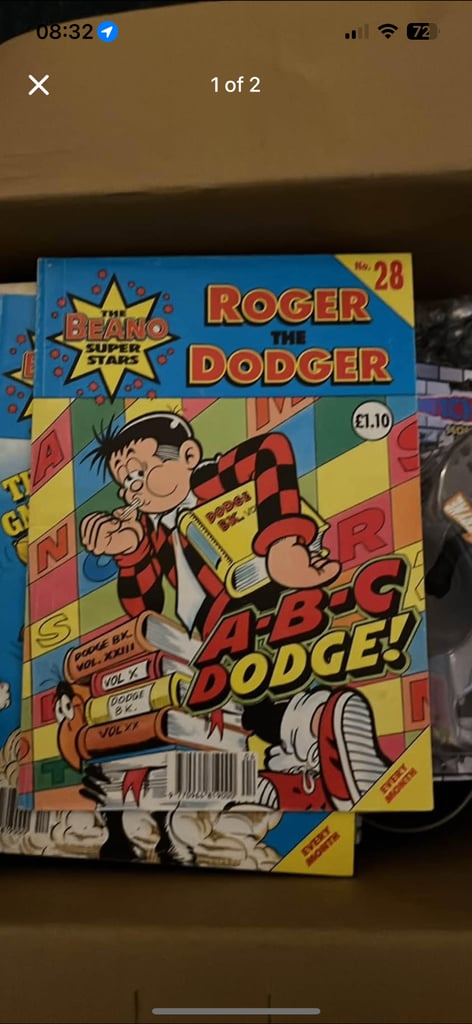 08:32
72
1 of 2
No. 28
THE
BEANO
SUPER
STARS
ROGER
THE
DODGER
£1.10
DODGE
BK.
A-B-C
DODGE!
DODGE BK.
VOL. XXIII
VOL X
DODGE
BK.
VOL XX
EVERY
MONTH
EVERY
MONTH